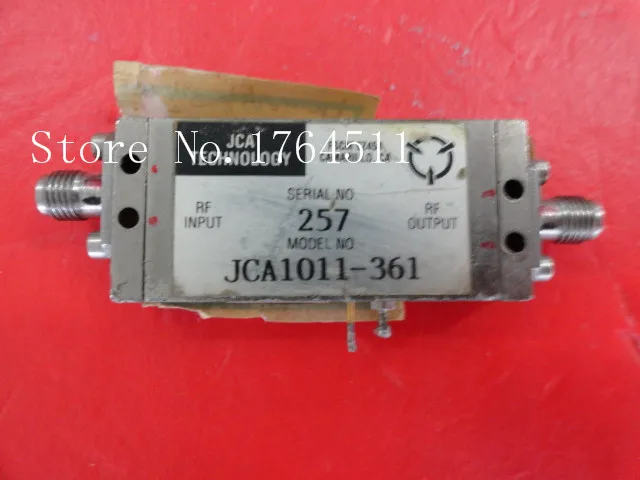 Store No: 1764511
JCA
TECHNOLOGY
SERIAL NO
257
MODEL NO
JCA1011-361
RF
INPUT
RF
OUTPUT